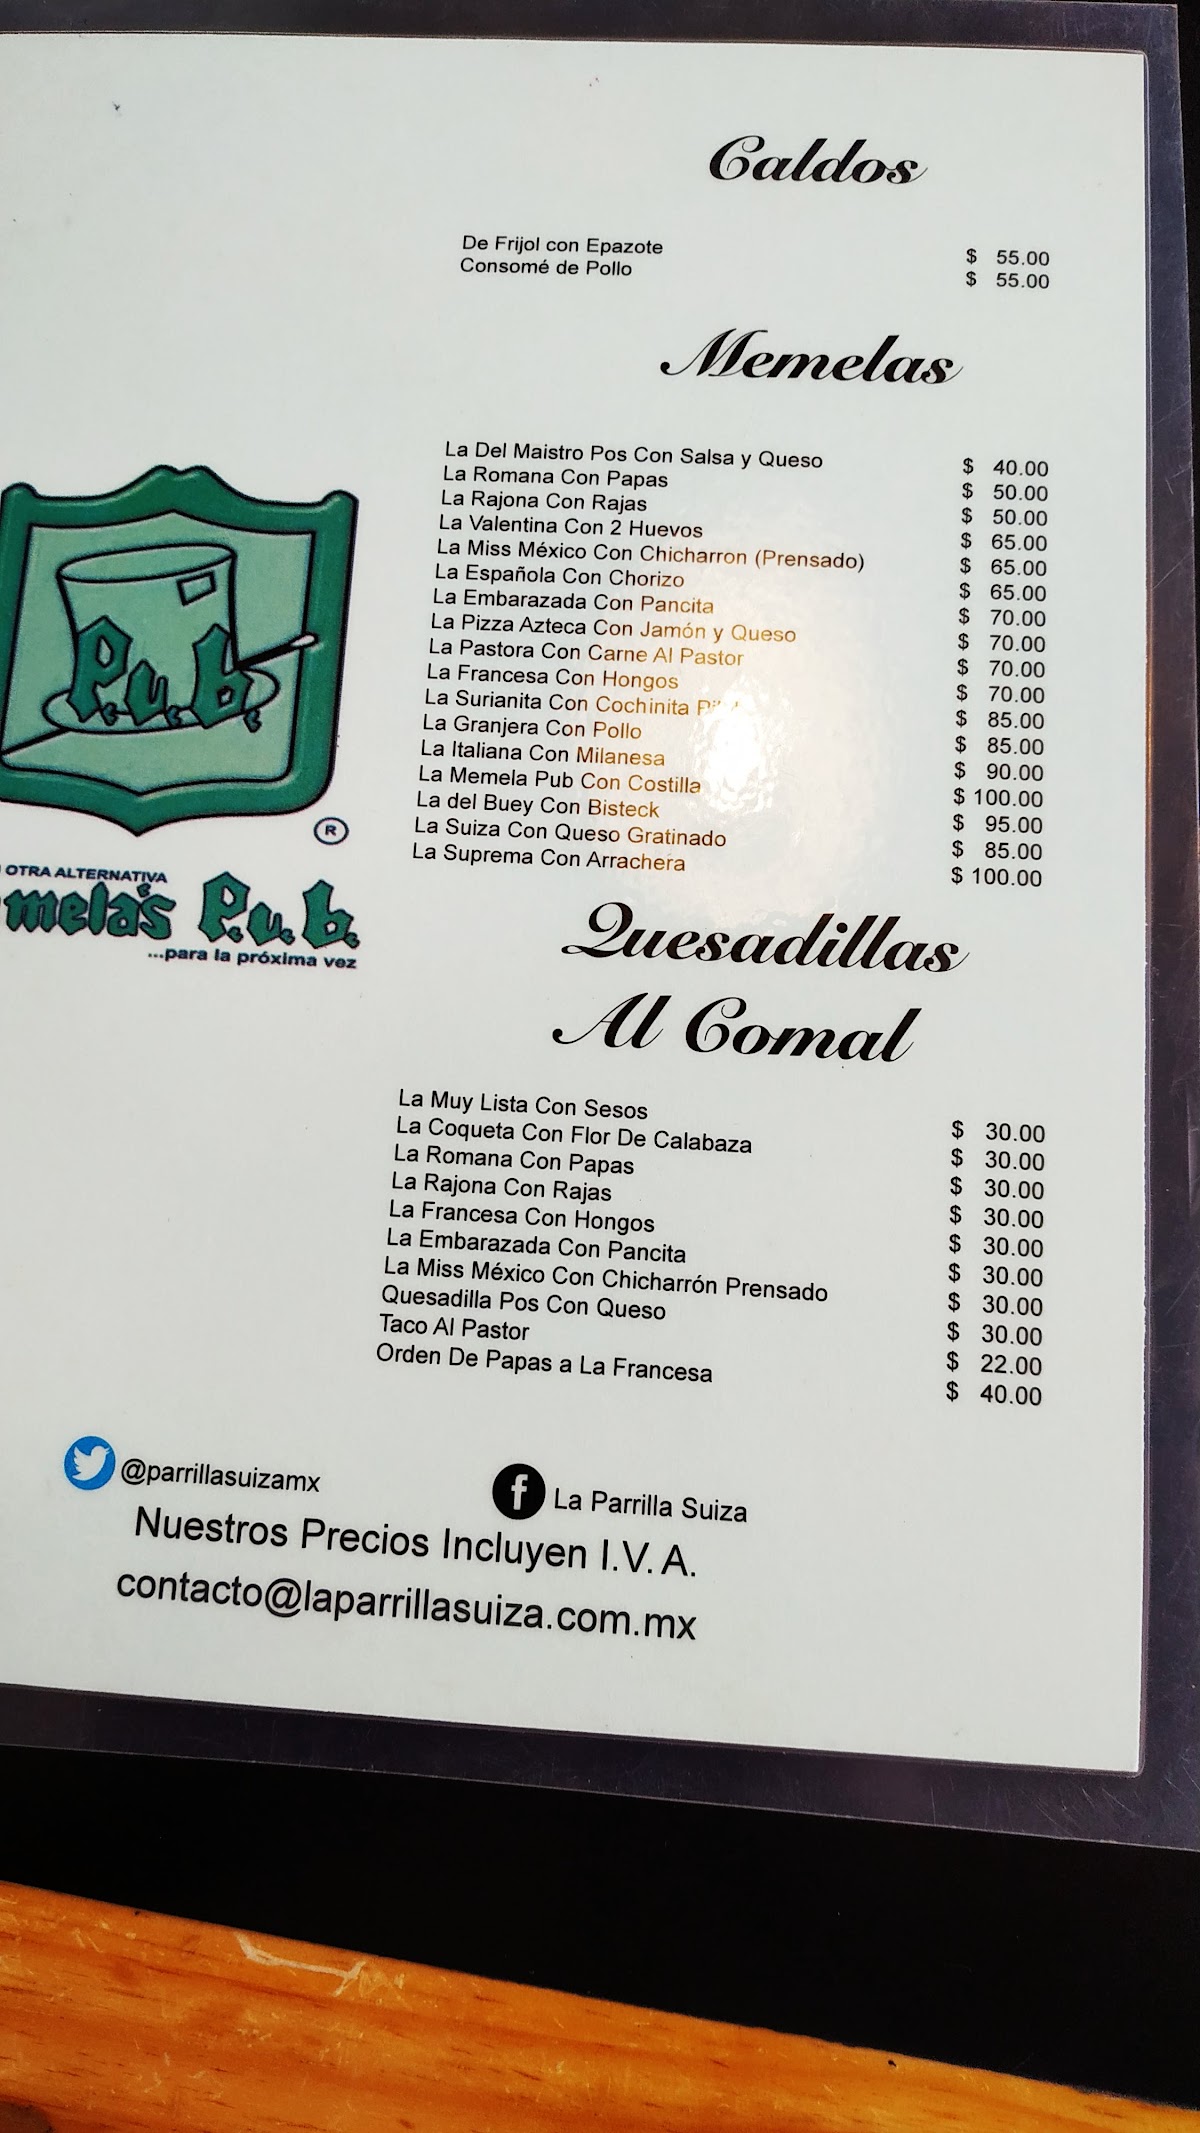 Caldos
De Frijol con Epazote $ 55.00
Consomé de Pollo $ 55.00
Memelas
La Del Maistro Pos Con Salsa y Queso $ 40.00
La Romana Con Papas $ 50.00
La Rajona Con Rajas $ 50.00
La Valentina Con 2 Huevos $ 65.00
La Miss México Con Chicharron (Prensado) $ 65.00
La Española Con Chorizo $ 65.00
La Embarazada Con Pancita $ 70.00
La Pizza Azteca Con Jamón y Queso $ 70.00
La Pastora Con Carne Al Pastor $ 70.00
La Francesa Con Hongos $ 70.00
La Surianita Con Cochinita $ 85.00
La Granjera Con Pollo $ 85.00
La Italiana Con Milanesa $ 90.00
La Memela Pub Con Costilla $ 100.00
La del Buey Con Bisteck $ 95.00
La Suiza Con Queso Gratinado $ 85.00
La Suprema Con Arrachera $ 100.00
P.u.b.
®
OTRA ALTERNATIVA
melas P.u.b.
...para la próxima vez
Quesadillas
Al Comal
La Muy Lista Con Sesos $ 30.00
La Coqueta Con Flor De Calabaza $ 30.00
La Romana Con Papas $ 30.00
La Rajona Con Rajas $ 30.00
La Francesa Con Hongos $ 30.00
La Embarazada Con Pancita $ 30.00
La Miss México Con Chicharrón Prensado $ 30.00
Quesadilla Pos Con Queso $ 30.00
Taco Al Pastor $ 22.00
Orden De Papas a La Francesa $ 40.00
@parrillasuizamx f La Parrilla Suiza
Nuestros Precios Incluyen I.V.A.
contacto@laparrillasuiza.com.mx